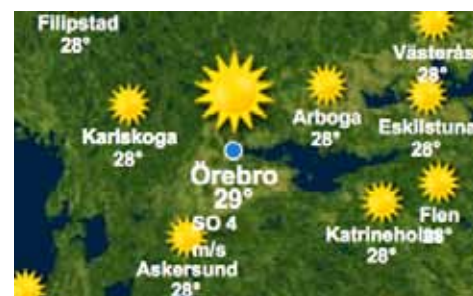 Filipstad
28°
Västerås
28°
Karlskoga
28°
Arboga
28°
Eskilstuna
28°
Örebro
29°
SO 4
m/s
Askersund
28°
Katrineholm
28°
Flen
28°